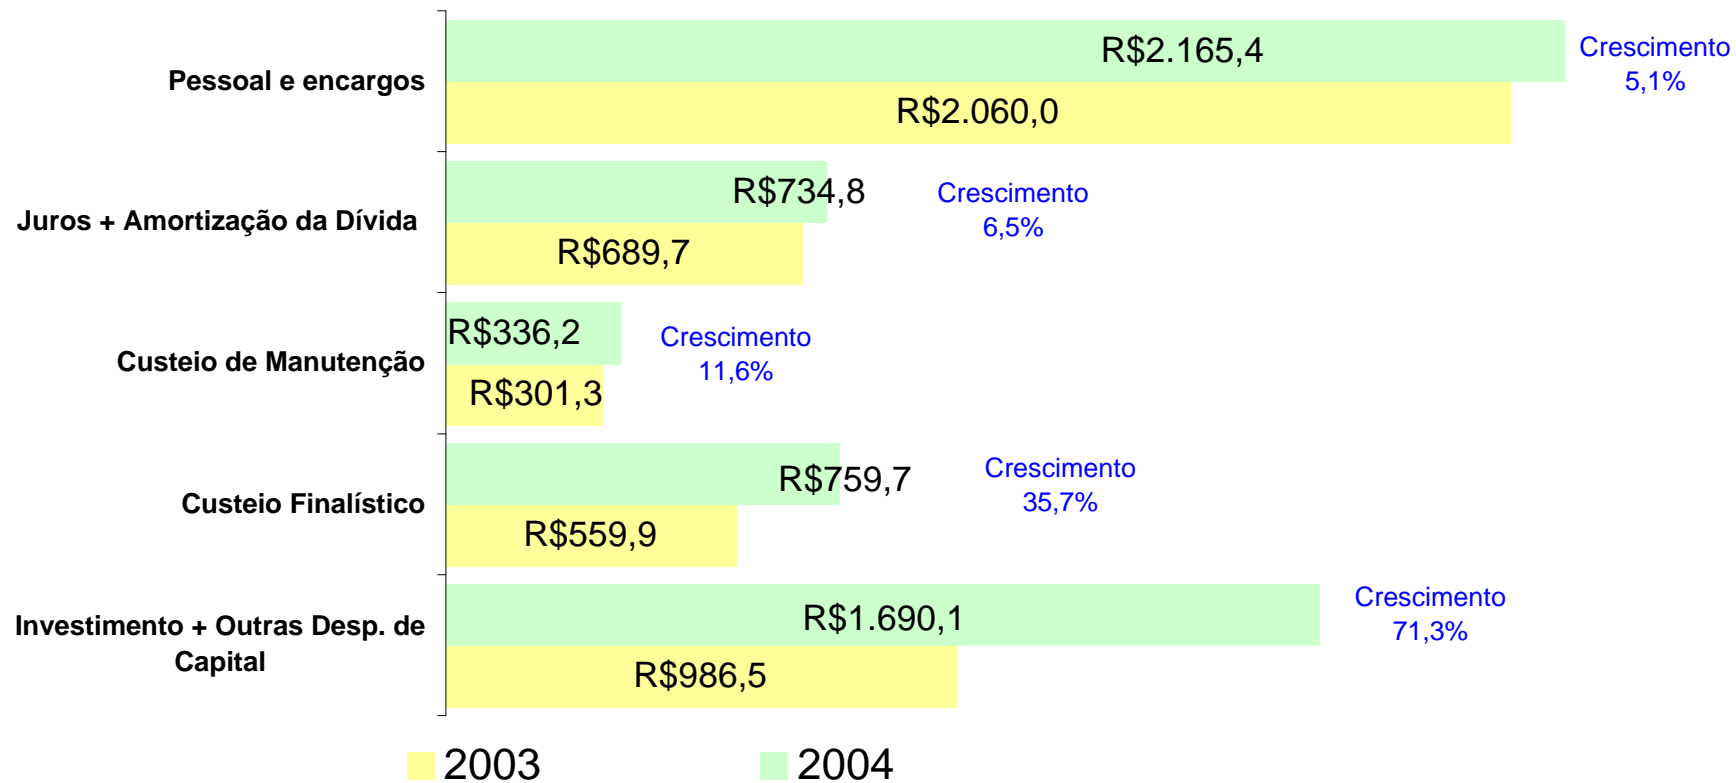 R$2.165,4
Crescimento
5,1%
Pessoal e encargos
R$2.060,0
R$734,8
Crescimento
6,5%
Juros + Amortização da Dívida
R$689,7
R$336,2
Crescimento
11,6%
Custeio de Manutenção
R$301,3
R$759,7
Crescimento
35,7%
Custeio Finalístico
R$559,9
R$1.690,1
Crescimento
71,3%
Investimento + Outras Desp. de
Capital
R$986,5
2003
2004